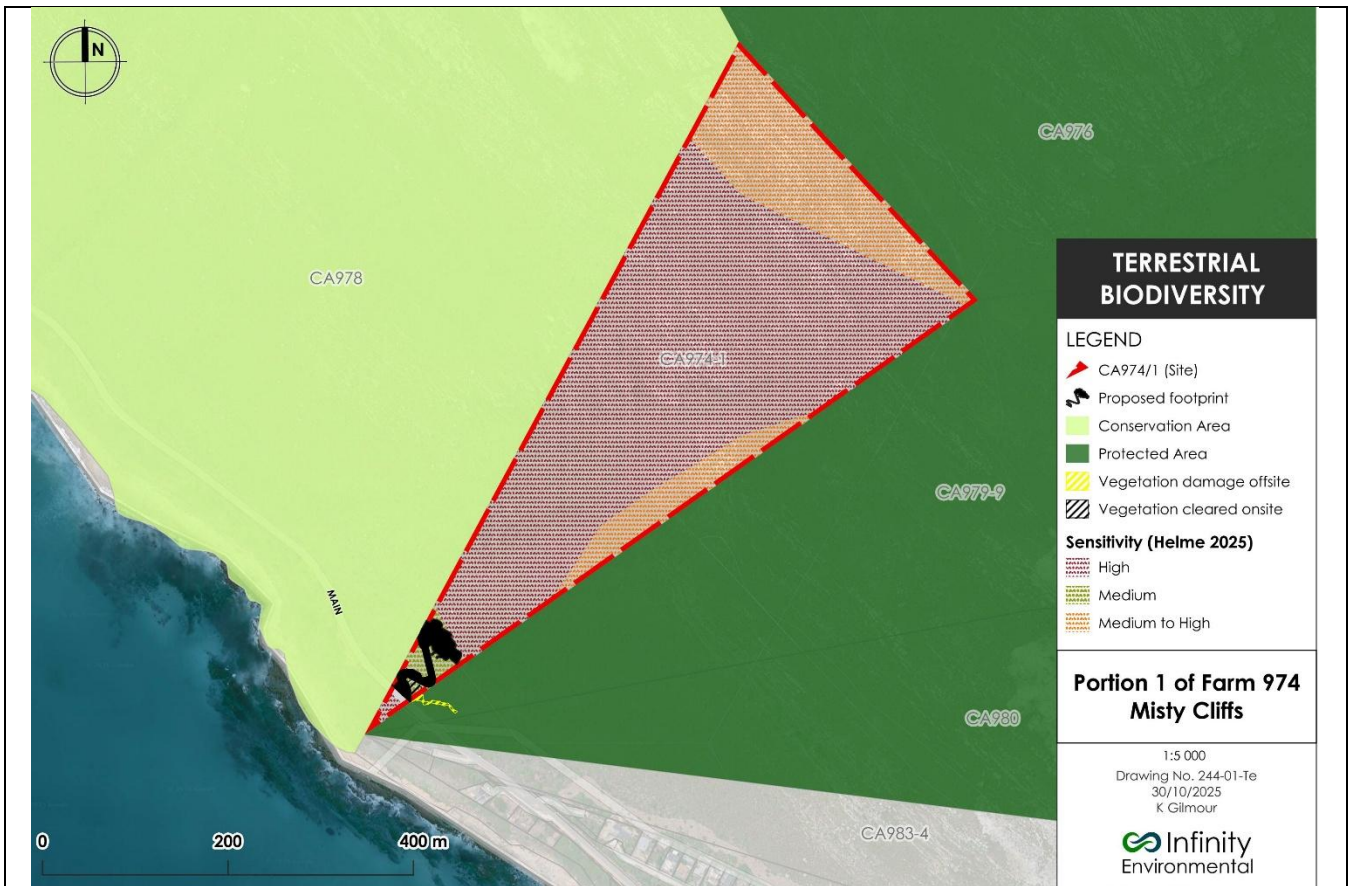 N
CA976
CA978
CA974-1
CA979-9
MAIN
CA980
CA983-4
0
200
400 m
TERRESTRIAL
BIODIVERSITY
LEGEND
CA974/1 (Site)
Proposed footprint
Conservation Area
Protected Area
Vegetation damage offsite
Vegetation cleared onsite
Sensitivity (Helme 2025)
High
Medium
Medium to High
Portion 1 of Farm 974
Misty Cliffs
1:5 000
Drawing No. 244-01-Te
30/10/2025
K Gilmour
Infinity
Environmental